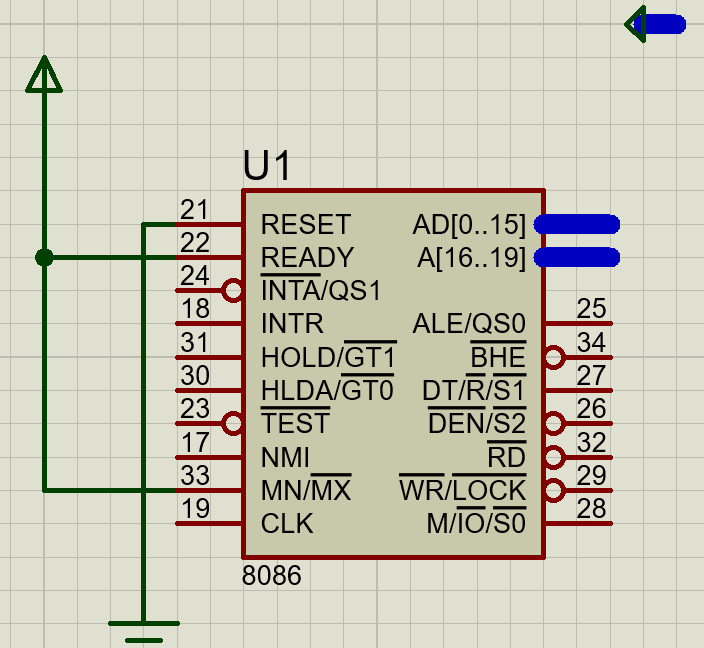 U1
21 RESET AD[0..15]
22 READY A[16..19]
24 INTA/QS1
18 INTR ALE/QS0 25
31 HOLD/GT1 BHE 34
30 HLDA/GT0 DT/R/S1 27
23 TEST DEN/S2 26
17 NMI RD 32
33 MN/MX WR/LOCK 29
19 CLK M/IO/S0 28
8086